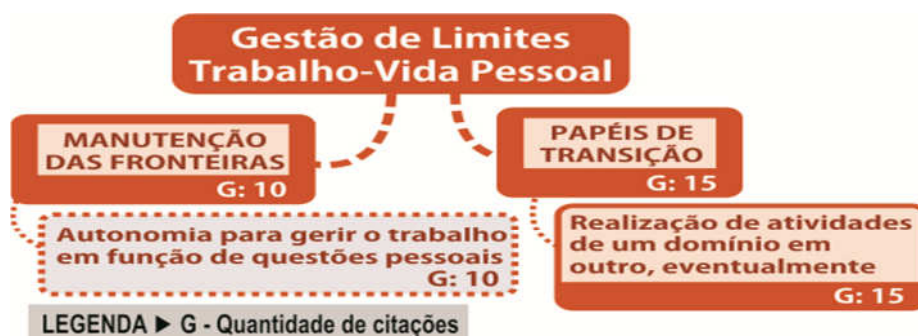 Gestão de Limites
Trabalho-Vida Pessoal
MANUTENÇÃO
DAS FRONTEIRAS
G: 10
Autonomia para gerir o trabalho
em função de questões pessoais
G: 10
PAPÉIS DE
TRANSIÇÃO
G: 15
Realização de atividades
de um domínio em
outro, eventualmente
G: 15
LEGENDA ▶ G - Quantidade de citações